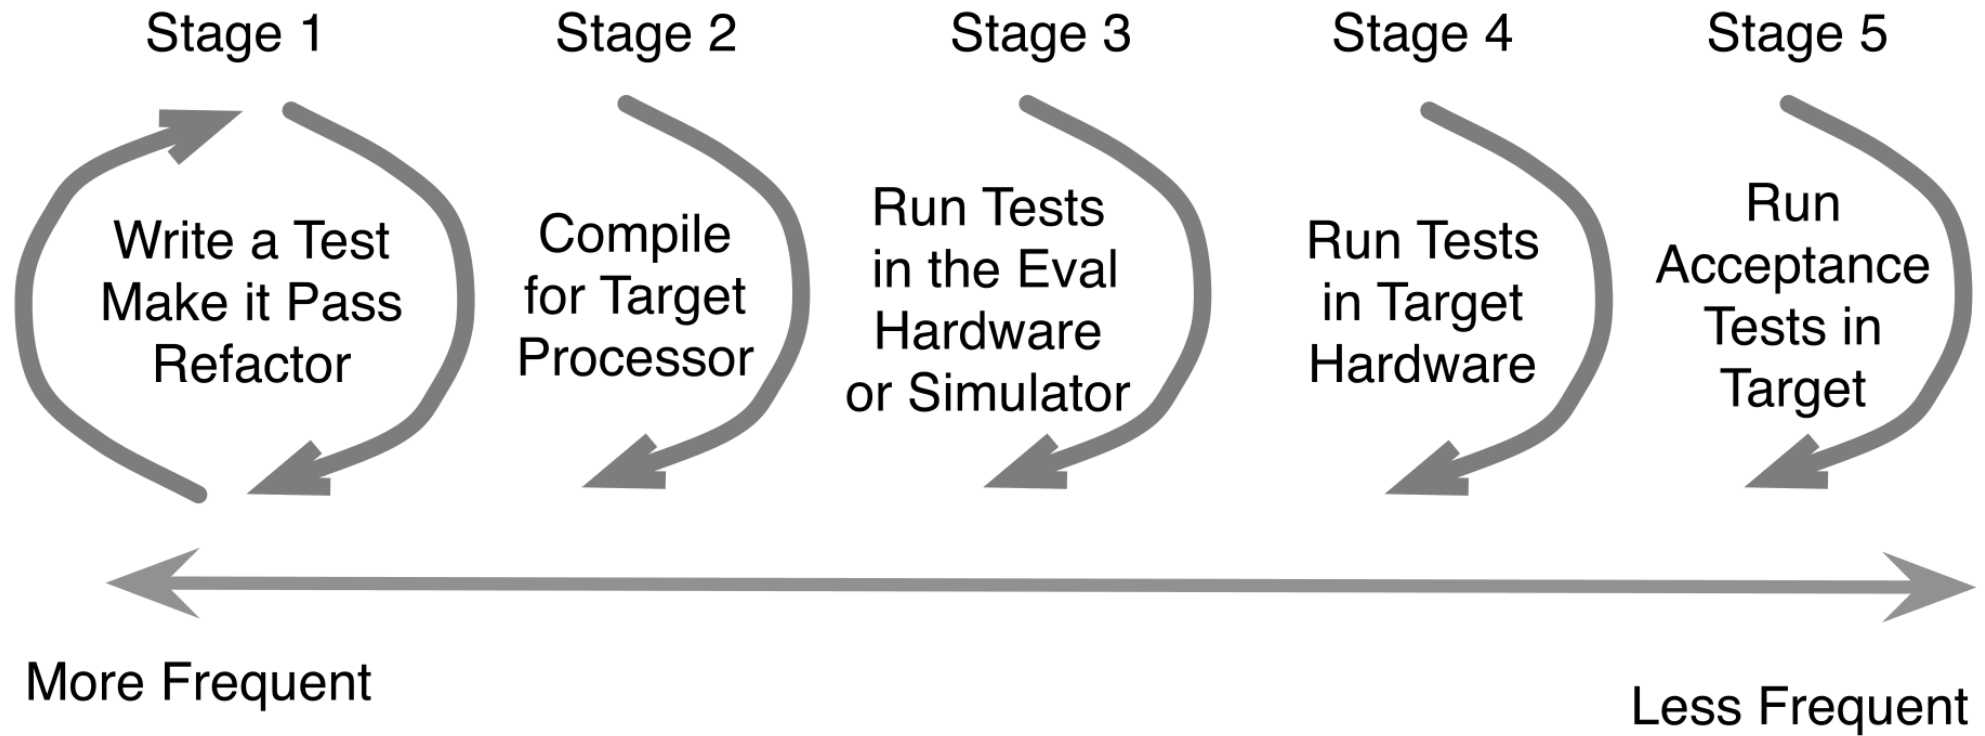 Stage 1
Stage 2
Stage 3
Stage 4
Stage 5
Write a Test
Make it Pass
Refactor
Compile
for Target
Processor
Run Tests
in the Eval
Hardware
or Simulator
Run Tests
in Target
Hardware
Run
Acceptance
Tests in
Target
More Frequent
Less Frequent